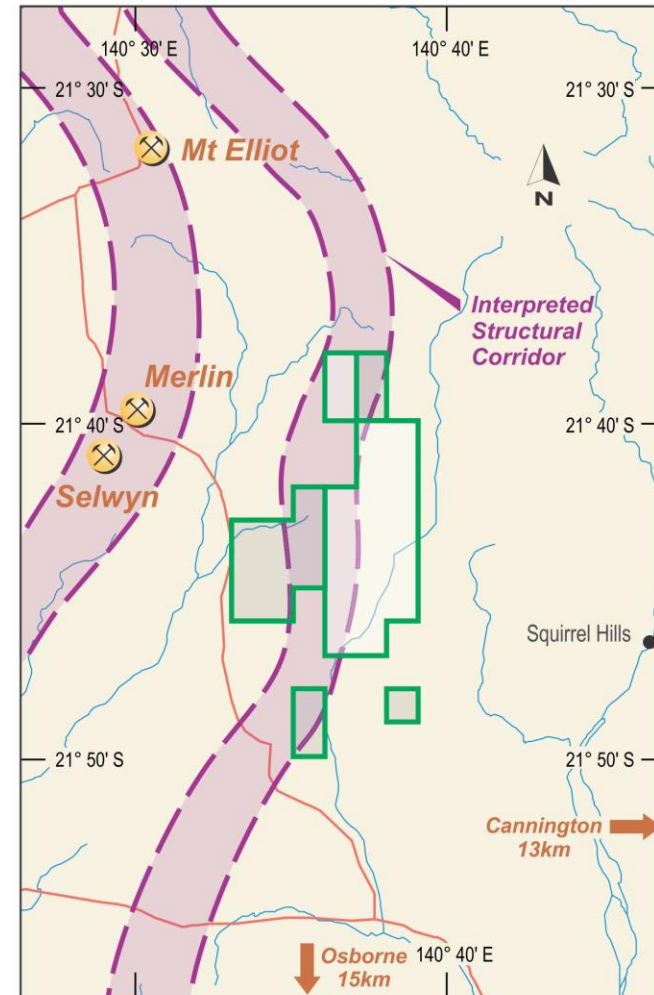 140° 30' E
140° 40' E
21° 30' S
21° 30' S
Mt Elliot
N
Interpreted
Structural
Corridor
Merlin
21° 40' S
21° 40' S
Selwyn
Squirrel Hills
21° 50' S
21° 50' S
Cannington
13km
140° 40' E
Osborne
15km